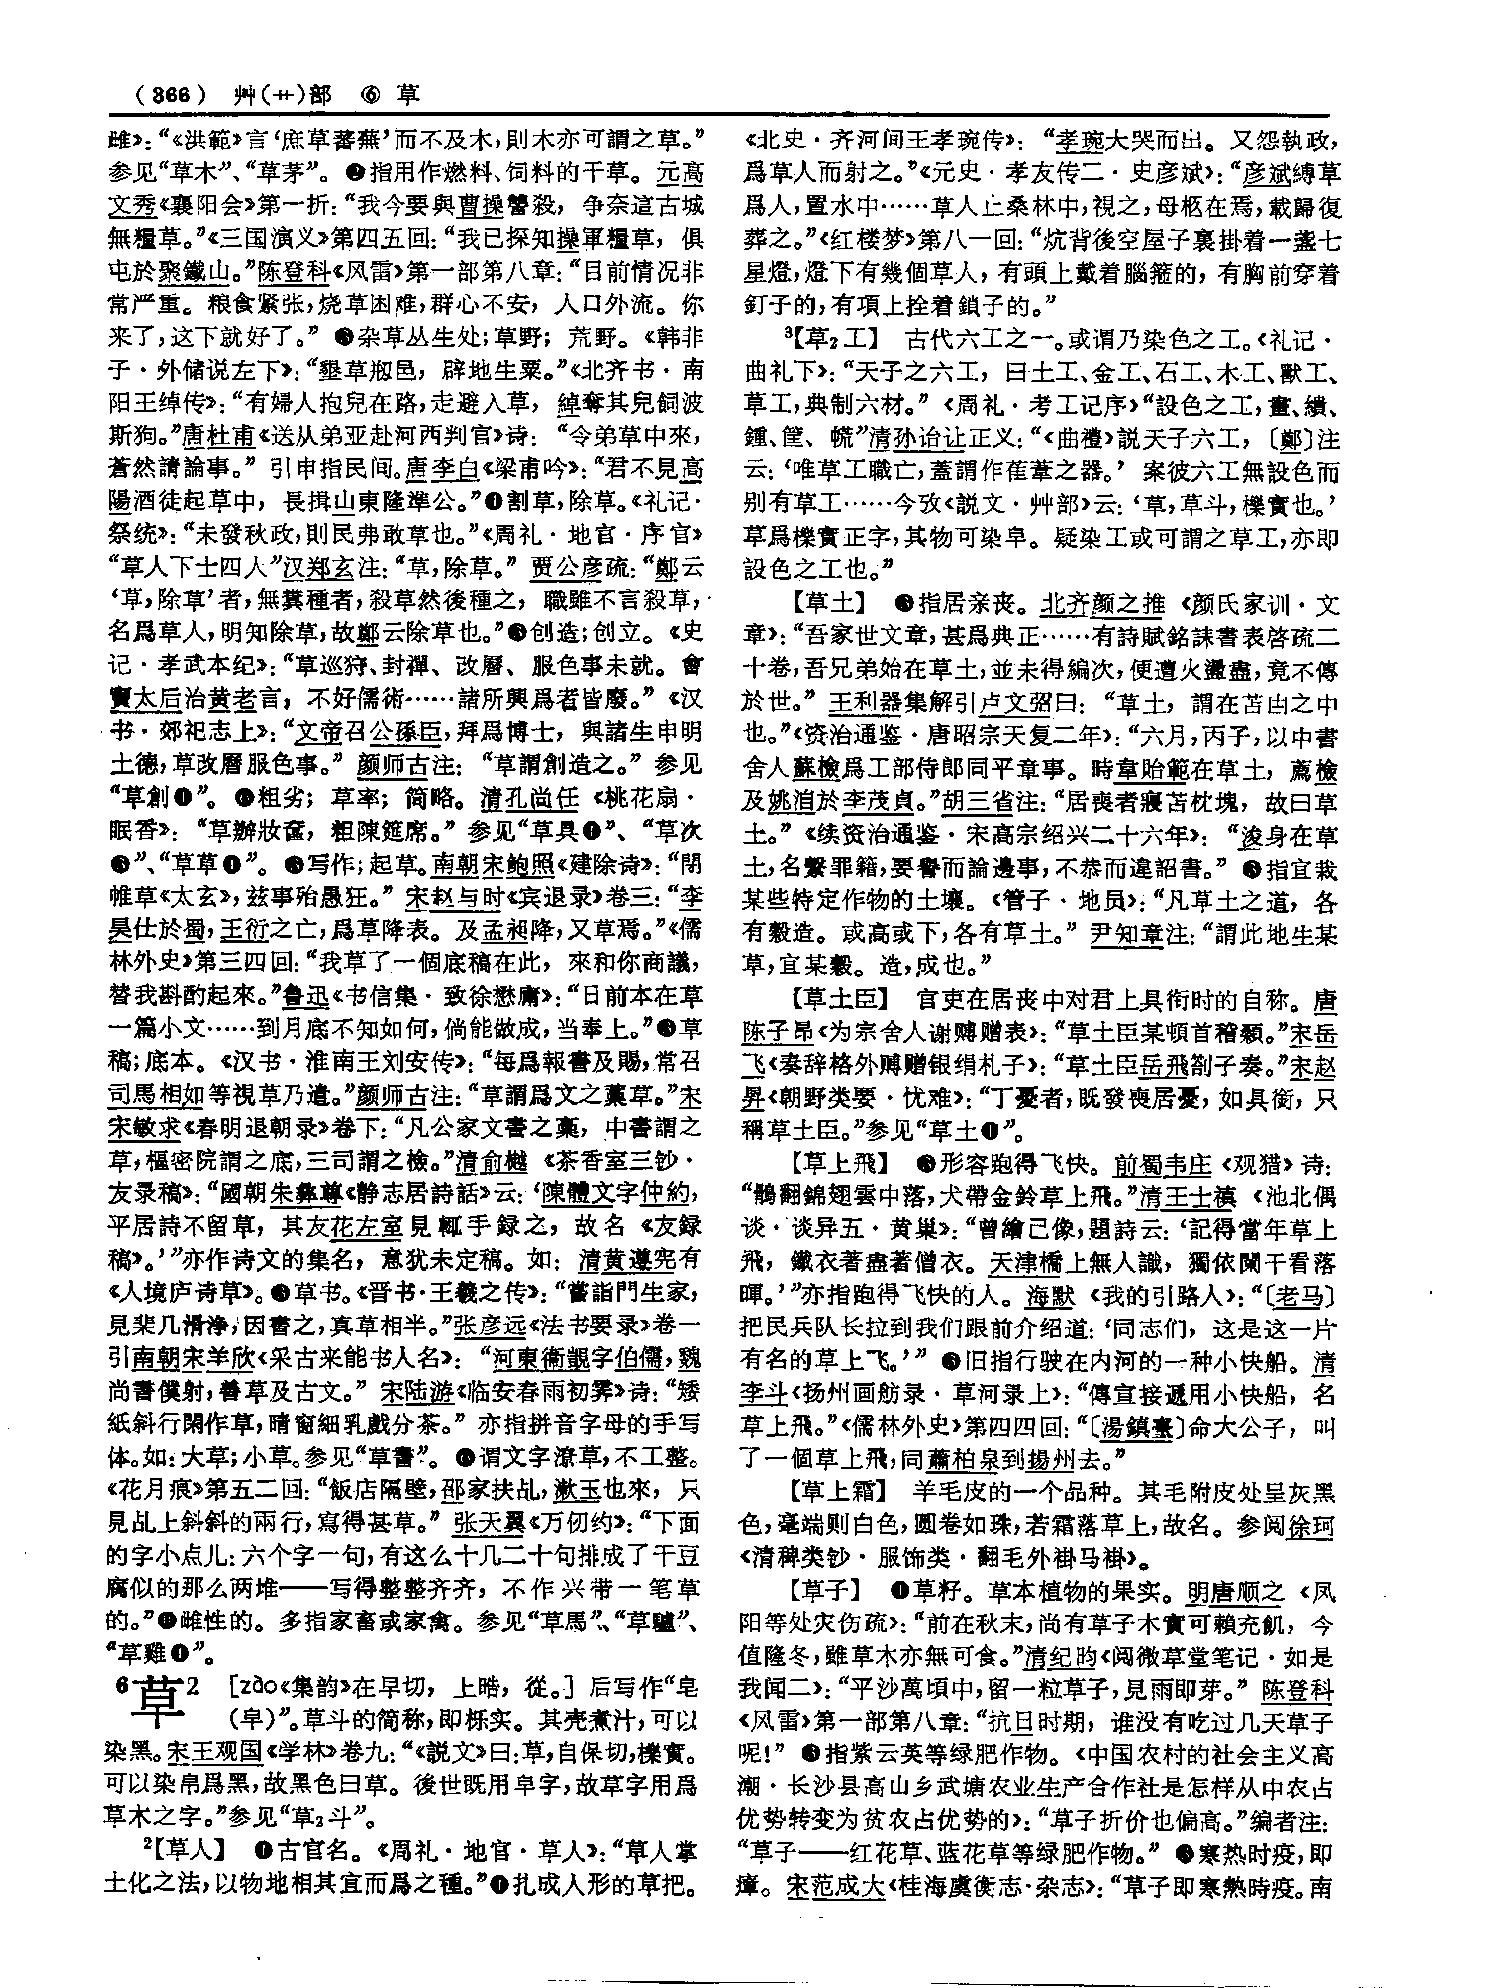 (366) 艸(艹)部 ⑥ 草
雌》：“《洪範》言‘庶草蕃蕪’而不及木，則木亦可謂之草。”
参见“草木”、“草茅”。❷指用作燃料、饲料的干草。元高
文秀《襄阳会》第一折：“我今要與曹操讐殺，争奈這古城
無糧草。”《三国演义》第四五回：“我已探知操軍糧草，俱
屯於聚鐵山。”陈登科《风雷》第一部第八章：“目前情况非
常严重。粮食紧张，烧草困难，群心不安，人口外流。你
来了，这下就好了。”❸杂草丛生处；草野；荒野。《韩非
子·外储说左下》：“墾草剏邑，辟地生粟。”《北齐书·南
阳王绰传》：“有婦人抱兒在路，走避入草，綽奪其兒飼波
斯狗。”唐杜甫《送从弟亚赴河西判官》诗：“令弟草中來，
蒼然請論事。”引申指民间。唐李白《梁甫吟》：“君不見高
陽酒徒起草中，長揖山東隆準公。”❹割草，除草。《礼记·
祭统》：“未發秋政，則民弗敢草也。”《周礼·地官·序官》
“草人下士四人”汉郑玄注：“草，除草。”贾公彦疏：“鄭云
‘草，除草’者，無糞種者，殺草然後種之，職雖不言殺草，
名爲草人，明知除草，故鄭云除草也。”❺创造；创立。《史
记·孝武本纪》：“草巡狩、封禪、改曆、服色事未就。會
竇太后治黄老言，不好儒術……諸所興爲者皆廢。”《汉
书·郊祀志上》：“文帝召公孫臣，拜爲博士，與諸生申明
土德，草改曆服色事。”颜师古注：“草謂創造之。”参见
“草創❶”。❻粗劣；草率；简略。清孔尚任《桃花扇·
眠香》：“草辦妝奩，粗陳筵席。”参见“草具❶”、“草次
❸”、“草草❶”。❼写作；起草。南朝宋鲍照《建除诗》：“閉
帷草《太玄》，兹事殆愚狂。”宋赵与时《宾退录》卷三：“李
昊仕於蜀，王衍之亡，爲草降表。及孟昶降，又草焉。”《儒
林外史》第三四回：“我草了一個底稿在此，來和你商議，
替我斟酌起來。”鲁迅《书信集·致徐懋庸》：“日前本在草
一篇小文……到月底不知如何，倘能做成，当奉上。”❽草
稿；底本。《汉书·淮南王刘安传》：“每爲報書及賜，常召
司馬相如等視草乃遣。”颜师古注：“草謂爲文之藁草。”宋
宋敏求《春明退朝录》卷下：“凡公家文書之藁，中書謂之
草，樞密院謂之底，三司謂之檢。”清俞樾《茶香室三钞·
友录稿》：“國朝朱彝尊《静志居詩話》云：‘陳體文字仲約，
平居詩不留草，其友花左室見輒手録之，故名《友録
稿》。’”亦作诗文的集名，意犹未定稿。如：清黄遵宪有
《人境庐诗草》。❾草书。《晋书·王羲之传》：“嘗詣門生家，
見棐几滑净，因書之，真草相半。”张彦远《法书要录》卷一
引南朝宋羊欣《采古来能书人名》：“河東衛覬字伯儒，魏
尚書僕射，善草及古文。”宋陆游《临安春雨初霁》诗：“矮
紙斜行閑作草，晴窗細乳戲分茶。”亦指拼音字母的手写
体。如：大草；小草。参见“草書”。❿谓文字潦草，不工整。
《花月痕》第五二回：“飯店隔壁，邵家扶乩，漱玉也來，只
見乩上斜斜的兩行，寫得甚草。”张天翼《万仞约》：“下面
的字小点儿：六个字一句，有这么十几二十句排成了干豆
腐似的那么两堆——写得整整齐齐，不作兴带一笔草
的。”⓫雌性的。多指家畜或家禽。参见“草馬”、“草驢”、
“草雞❶”。
6草2 [zào《集韵》在早切，上晧，從。]后写作“皂
（皁）”。草斗的简称，即栎实。其壳煮汁，可以
染黑。宋王观国《学林》卷九：“《説文》曰：草，自保切，櫟實。
可以染帛爲黑，故黑色曰草。後世既用皁字，故草字用爲
草木之字。”参见“草2斗”。
2【草人】 ❶古官名。《周礼·地官·草人》：“草人掌
土化之法，以物地相其宜而爲之種。”❷扎成人形的草把。
《北史·齐河间王孝琬传》：“孝琬大哭而出。又怨執政，
爲草人而射之。”《元史·孝友传二·史彦斌》：“彦斌縛草
爲人，置水中……草人止桑林中，視之，母柩在焉，載歸復
葬之。”《红楼梦》第八一回：“炕背後空屋子裏掛着一盞七
星燈，燈下有幾個草人，有頭上戴着腦箍的，有胸前穿着
釘子的，有項上拴着鎖子的。”
3【草2工】 古代六工之一。或谓乃染色之工。《礼记·
曲礼下》：“天子之六工，曰土工、金工、石工、木工、獸工、
草工，典制六材。”《周礼·考工记序》“設色之工，畫、繢、
鍾、筐、㡛”清孙诒让正义：“《曲禮》説天子六工，〔鄭〕注
云：‘唯草工職亡，蓋謂作萑葦之器。’案彼六工無設色而
别有草工……今攷《説文·艸部》云：‘草，草斗，櫟實也。’
草爲櫟實正字，其物可染皁。疑染工或可謂之草工，亦即
設色之工也。”
【草土】 ❶指居亲丧。北齐颜之推《颜氏家训·文
章》：“吾家世文章，甚爲典正……有詩賦銘誄書表啓疏二
十卷，吾兄弟始在草土，並未得編次，便遭火盪盡，竟不傳
於世。”王利器集解引卢文弨曰：“草土，謂在苫凷之中
也。”《资治通鉴·唐昭宗天复二年》：“六月，丙子，以中書
舍人蘇檢爲工部侍郎同平章事。時韋貽範在草土，薦檢
及姚洎於李茂貞。”胡三省注：“居喪者寢苫枕塊，故曰草
土。”《续资治通鉴·宋高宗绍兴二十六年》：“浚身在草
土，名繫罪籍，要譽而論邊事，不恭而違詔書。”❷指宜栽
某些特定作物的土壤。《管子·地员》：“凡草土之道，各
有穀造。或高或下，各有草土。”尹知章注：“謂此地生某
草，宜某穀。造，成也。”
【草土臣】 官吏在居丧中对君上具衔时的自称。唐
陈子昂《为宗舍人谢赙赠表》：“草土臣某頓首稽顙。”宋岳
飞《奏辞格外赙赠银绢札子》：“草土臣岳飛劄子奏。”宋赵
昇《朝野类要·忧难》：“丁憂者，既發喪居憂，如具銜，只
稱草土臣。”参见“草土❶”。
【草上飛】 ❶形容跑得飞快。前蜀韦庄《观猎》诗：
“鶻翻錦翅雲中落，犬帶金鈴草上飛。”清王士禛《池北偶
谈·谈异五·黄巢》：“曾繪己像，題詩云：‘記得當年草上
飛，鐵衣著盡著僧衣。天津橋上無人識，獨依闌干看落
暉。’”亦指跑得飞快的人。海默《我的引路人》：“〔老马〕
把民兵队长拉到我们跟前介绍道：‘同志们，这是这一片
有名的草上飞。’”❷旧指行驶在内河的一种小快船。清
李斗《扬州画舫录·草河录上》：“傳宣接遞用小快船，名
草上飛。”《儒林外史》第四四回：“〔湯鎮臺〕命大公子，叫
了一個草上飛，同蕭柏泉到揚州去。”
【草上霜】 羊毛皮的一个品种。其毛附皮处呈灰黑
色，毫端则白色，圆卷如珠，若霜落草上，故名。参阅徐珂
《清稗类钞·服饰类·翻毛外褂马褂》。
【草子】 ❶草籽。草本植物的果实。明唐顺之《凤
阳等处灾伤疏》：“前在秋末，尚有草子木實可賴充飢，今
值隆冬，雖草木亦無可食。”清纪昀《阅微草堂笔记·如是
我闻二》：“平沙萬頃中，留一粒草子，見雨即芽。”陈登科
《风雷》第一部第八章：“抗日时期，谁没有吃过几天草子
呢！”❷指紫云英等绿肥作物。《中国农村的社会主义高
潮·长沙县高山乡武塘农业生产合作社是怎样从中农占
优势转变为贫农占优势的》：“草子折价也偏高。”编者注：
“草子——红花草、蓝花草等绿肥作物。”❸寒热时疫，即
瘴。宋范成大《桂海虞衡志·杂志》：“草子即寒熱時疫。南